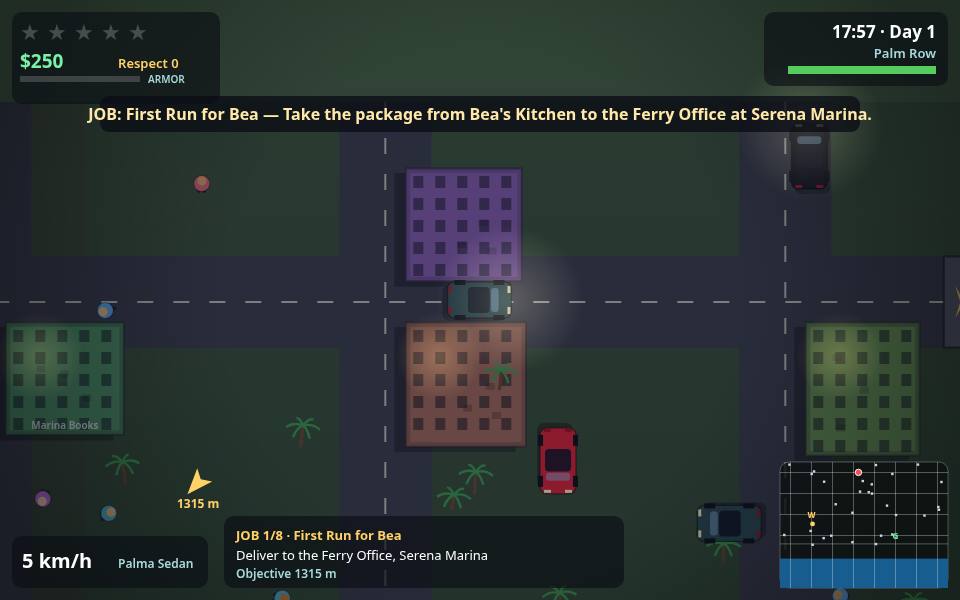 $250
Respect 0
ARMOR
17:57 · Day 1
Palm Row
JOB: First Run for Bea — Take the package from Bea's Kitchen to the Ferry Office at Serena Marina.
Marina Books
1315 m
JOB 1/8 · First Run for Bea
Deliver to the Ferry Office, Serena Marina
Objective 1315 m
5 km/h
Palma Sedan
W